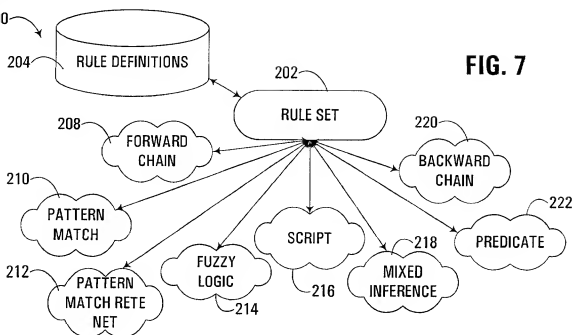 0
204
RULE DEFINITIONS
202
FIG. 7
RULE SET
208
FORWARD
CHAIN
220
BACKWARD
CHAIN
210
PATTERN
MATCH
222
PREDICATE
SCRIPT
216
218
MIXED
INFERENCE
FUZZY
LOGIC
214
212
PATTERN
MATCH RETE
NET